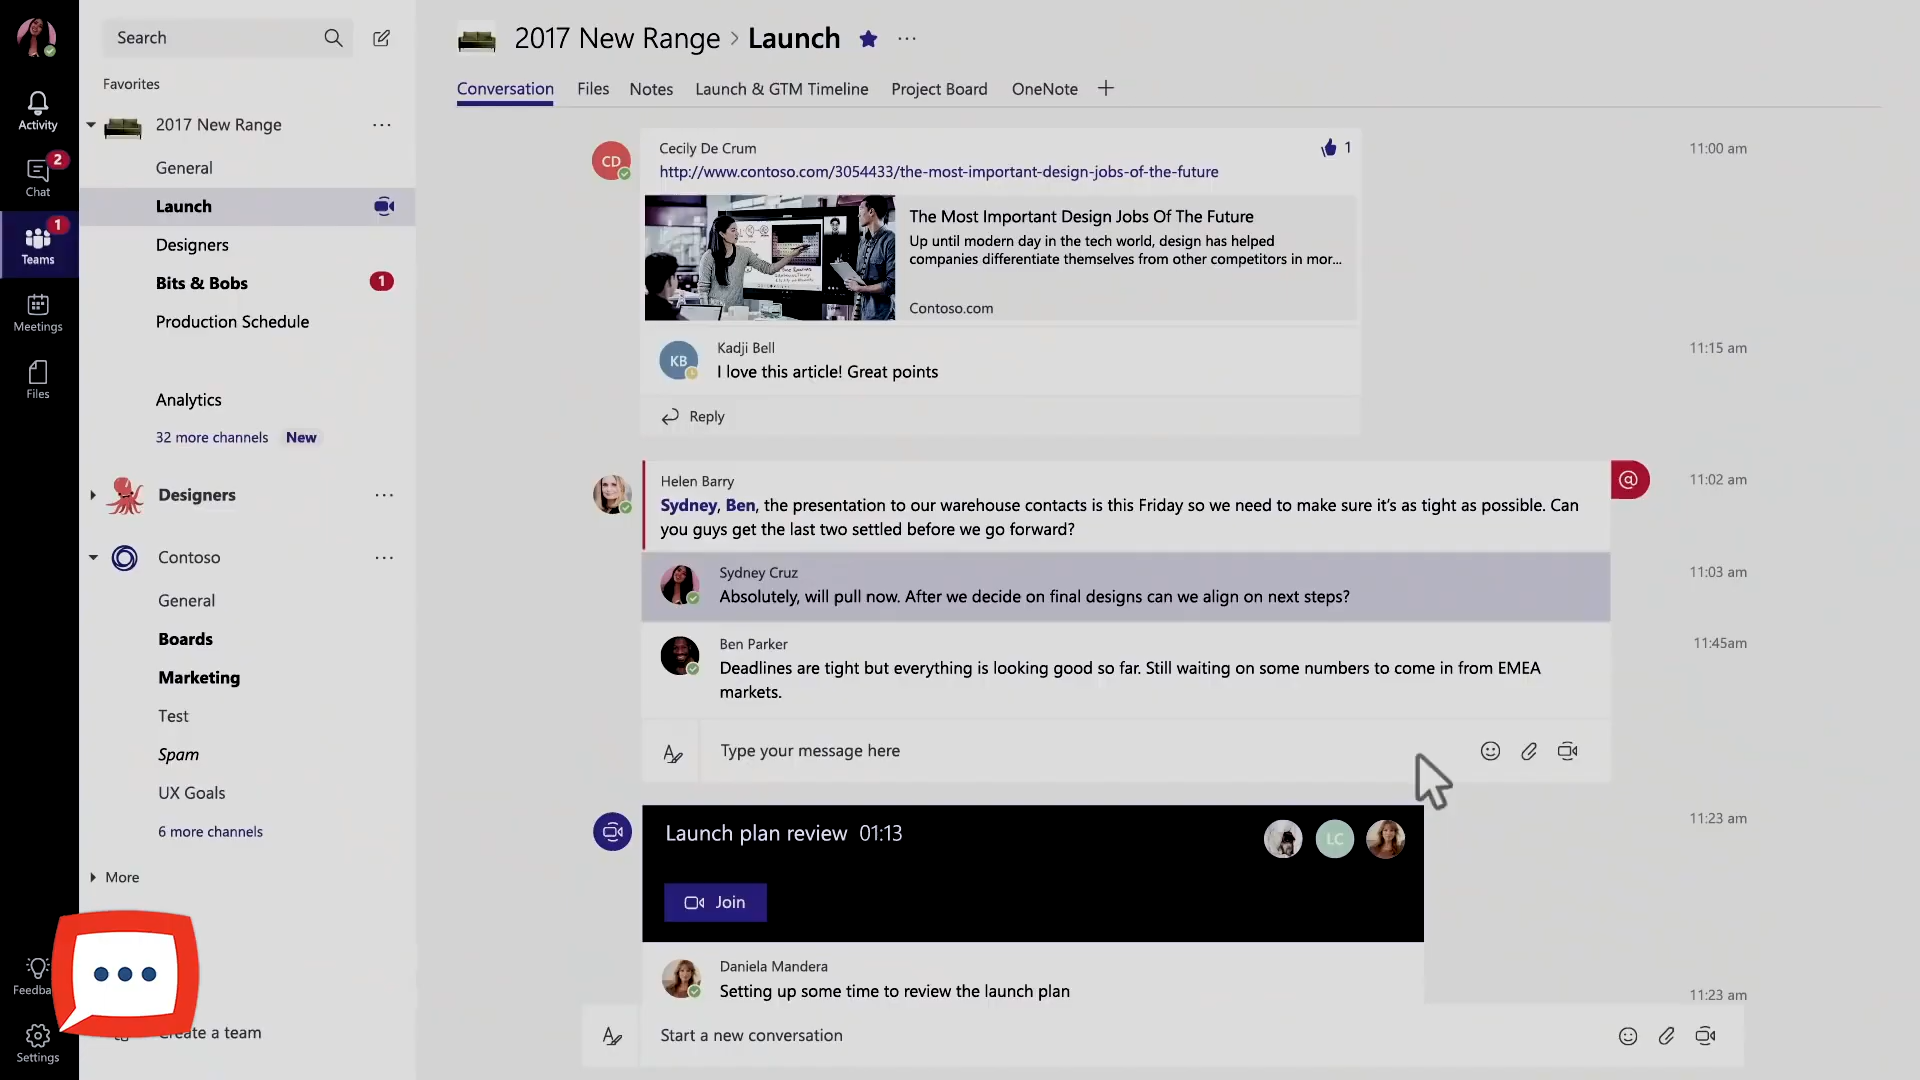 Search
Favorites
Activity
2017 New Range
General
2
Chat
Launch
1
Teams
Designers
Bits & Bobs
1
Production Schedule
Meetings
Files
Analytics
32 more channels New
Designers
Contoso
General
Boards
Marketing
Test
Spam
UX Goals
6 more channels
More
Create a team
Settings
2017 New Range > Launch
Conversation Files Notes Launch & GTM Timeline Project Board OneNote
CD
Cecily De Crum
1
11:00 am
http://www.contoso.com/3054433/the-most-important-design-jobs-of-the-future
The Most Important Design Jobs Of The Future
Up until modern day in the tech world, design has helped
companies differentiate themselves from other competitors in mor...
Contoso.com
KB
Kadji Bell
11:15 am
I love this article! Great points
Reply
Helen Barry
@
11:02 am
Sydney, Ben, the presentation to our warehouse contacts is this Friday so we need to make sure it's as tight as possible. Can
you guys get the last two settled before we go forward?
Sydney Cruz
11:03 am
Absolutely, will pull now. After we decide on final designs can we align on next steps?
Ben Parker
11:45am
Deadlines are tight but everything is looking good so far. Still waiting on some numbers to come in from EMEA
markets.
Type your message here
Launch plan review 01:13
LC
11:23 am
Join
Daniela Mandera
Setting up some time to review the launch plan
11:23 am
Start a new conversation